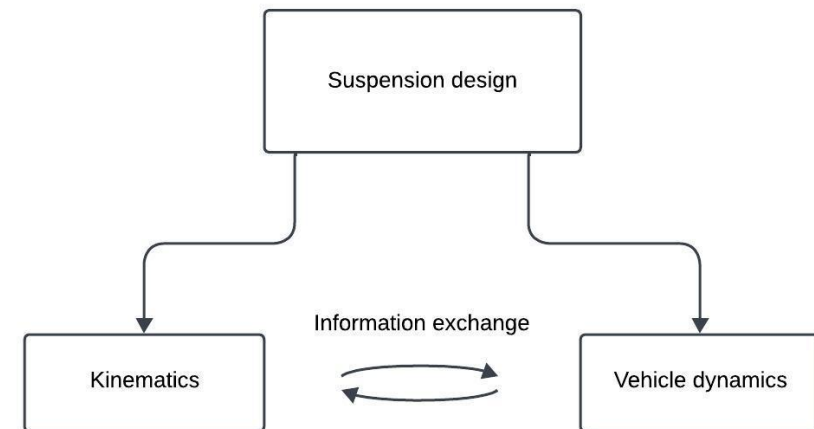 Suspension design
Information exchange
Kinematics
Vehicle dynamics